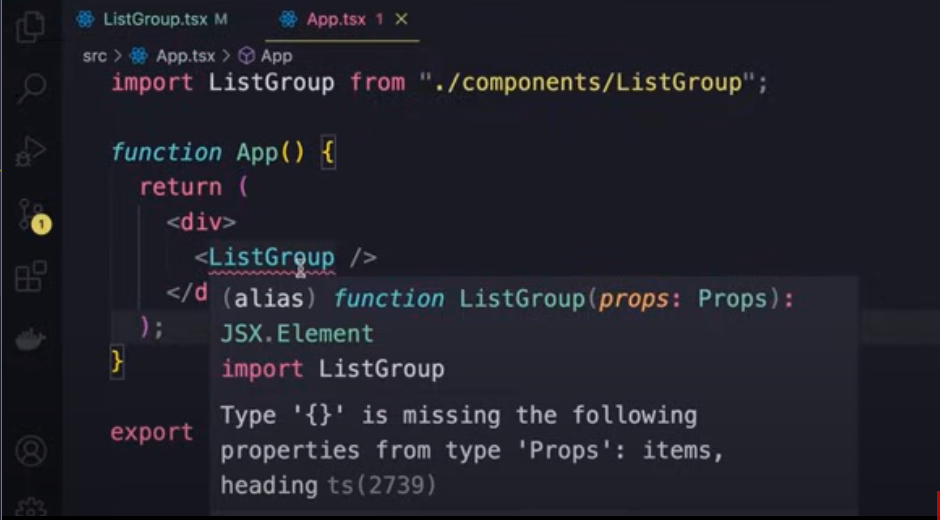 ListGroup.tsx M
App.tsx 1 ×
src > App.tsx > App
import ListGroup from "./components/ListGroup";
function App() {
return (
<div>
<ListGroup />
</d
);
}
export
(alias) function ListGroup(props: Props):
JSX.Element
import ListGroup
Type '{}' is missing the following
properties from type 'Props': items,
heading ts(2739)
1